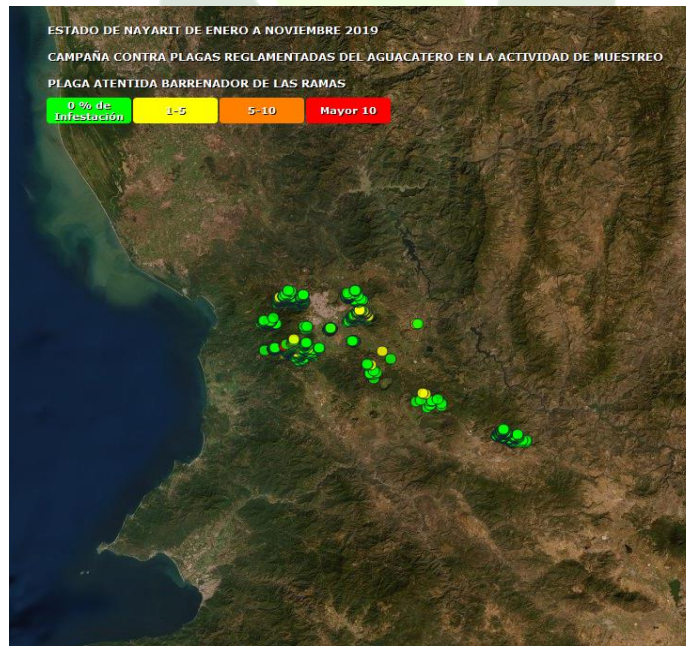 ESTADO DE NAYARIT DE ENERO A NOVIEMBRE 2019
CAMPAÑA CONTRA PLAGAS REGLAMENTADAS DEL AGUACATERO EN LA ACTIVIDAD DE MUESTREO
PLAGA ATENTIDA BARRENADOR DE LAS RAMAS
0 % de
Infestación
1-5
5-10
Mayor 10